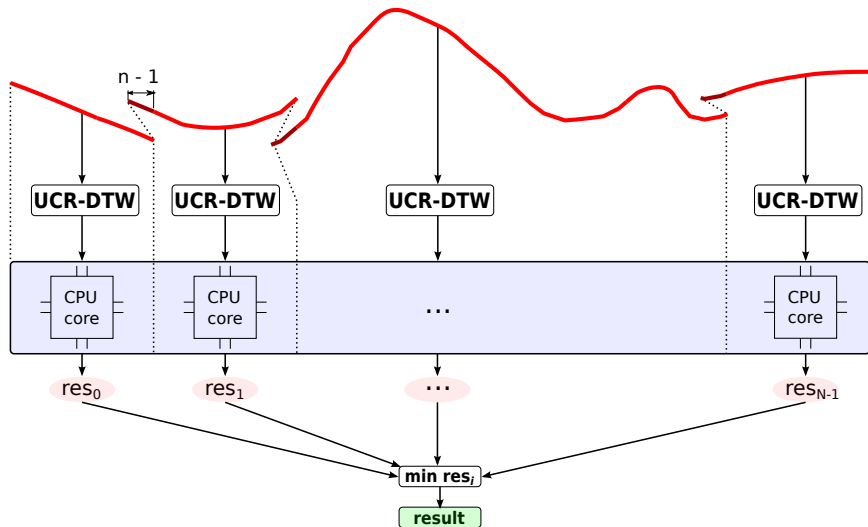 n - 1
UCR-DTW
UCR-DTW
UCR-DTW
UCR-DTW
CPU
core
CPU
core
...
CPU
core
res₀
res₁
...
res_N-1
min resᵢ
result